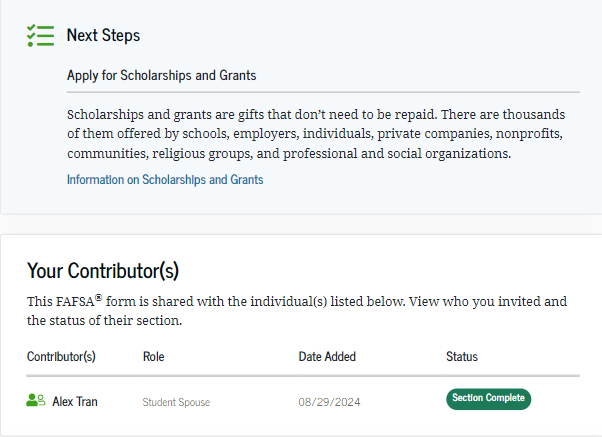 Next Steps
Apply for Scholarships and Grants
Scholarships and grants are gifts that don't need to be repaid. There are thousands
of them offered by schools, employers, individuals, private companies, nonprofits,
communities, religious groups, and professional and social organizations.
Information on Scholarships and Grants
Your Contributor(s)
This FAFSA® form is shared with the individual(s) listed below. View who you invited and
the status of their section.
Contributor(s) Role Date Added Status
Alex Tran Student Spouse 08/29/2024 Section Complete